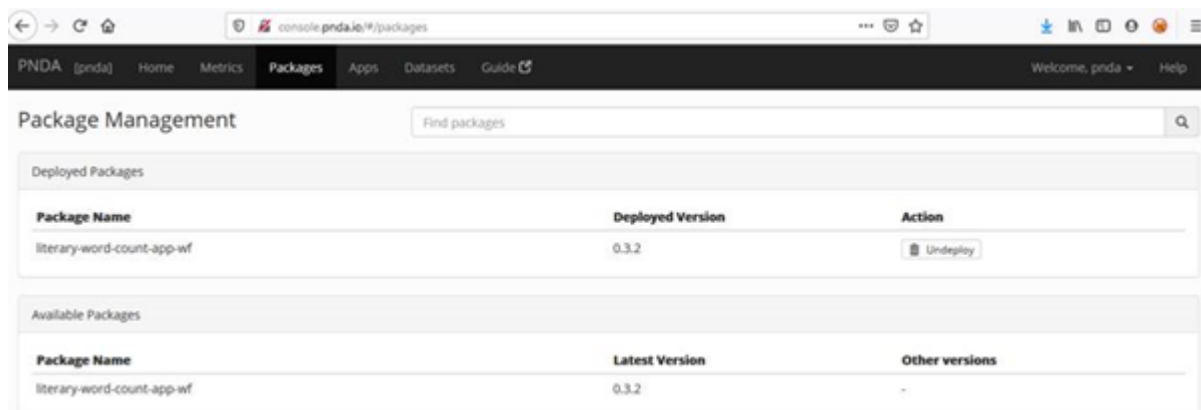 console.pnda.io/#/packages
PNDA [pnda] Home Metrics Packages Apps Datasets Guide Welcome, pnda Help
Package Management Find packages
Deployed Packages
Package Name Deployed Version Action
literary-word-count-app-wf 0.3.2 Undeploy
Available Packages
Package Name Latest Version Other versions
literary-word-count-app-wf 0.3.2 -